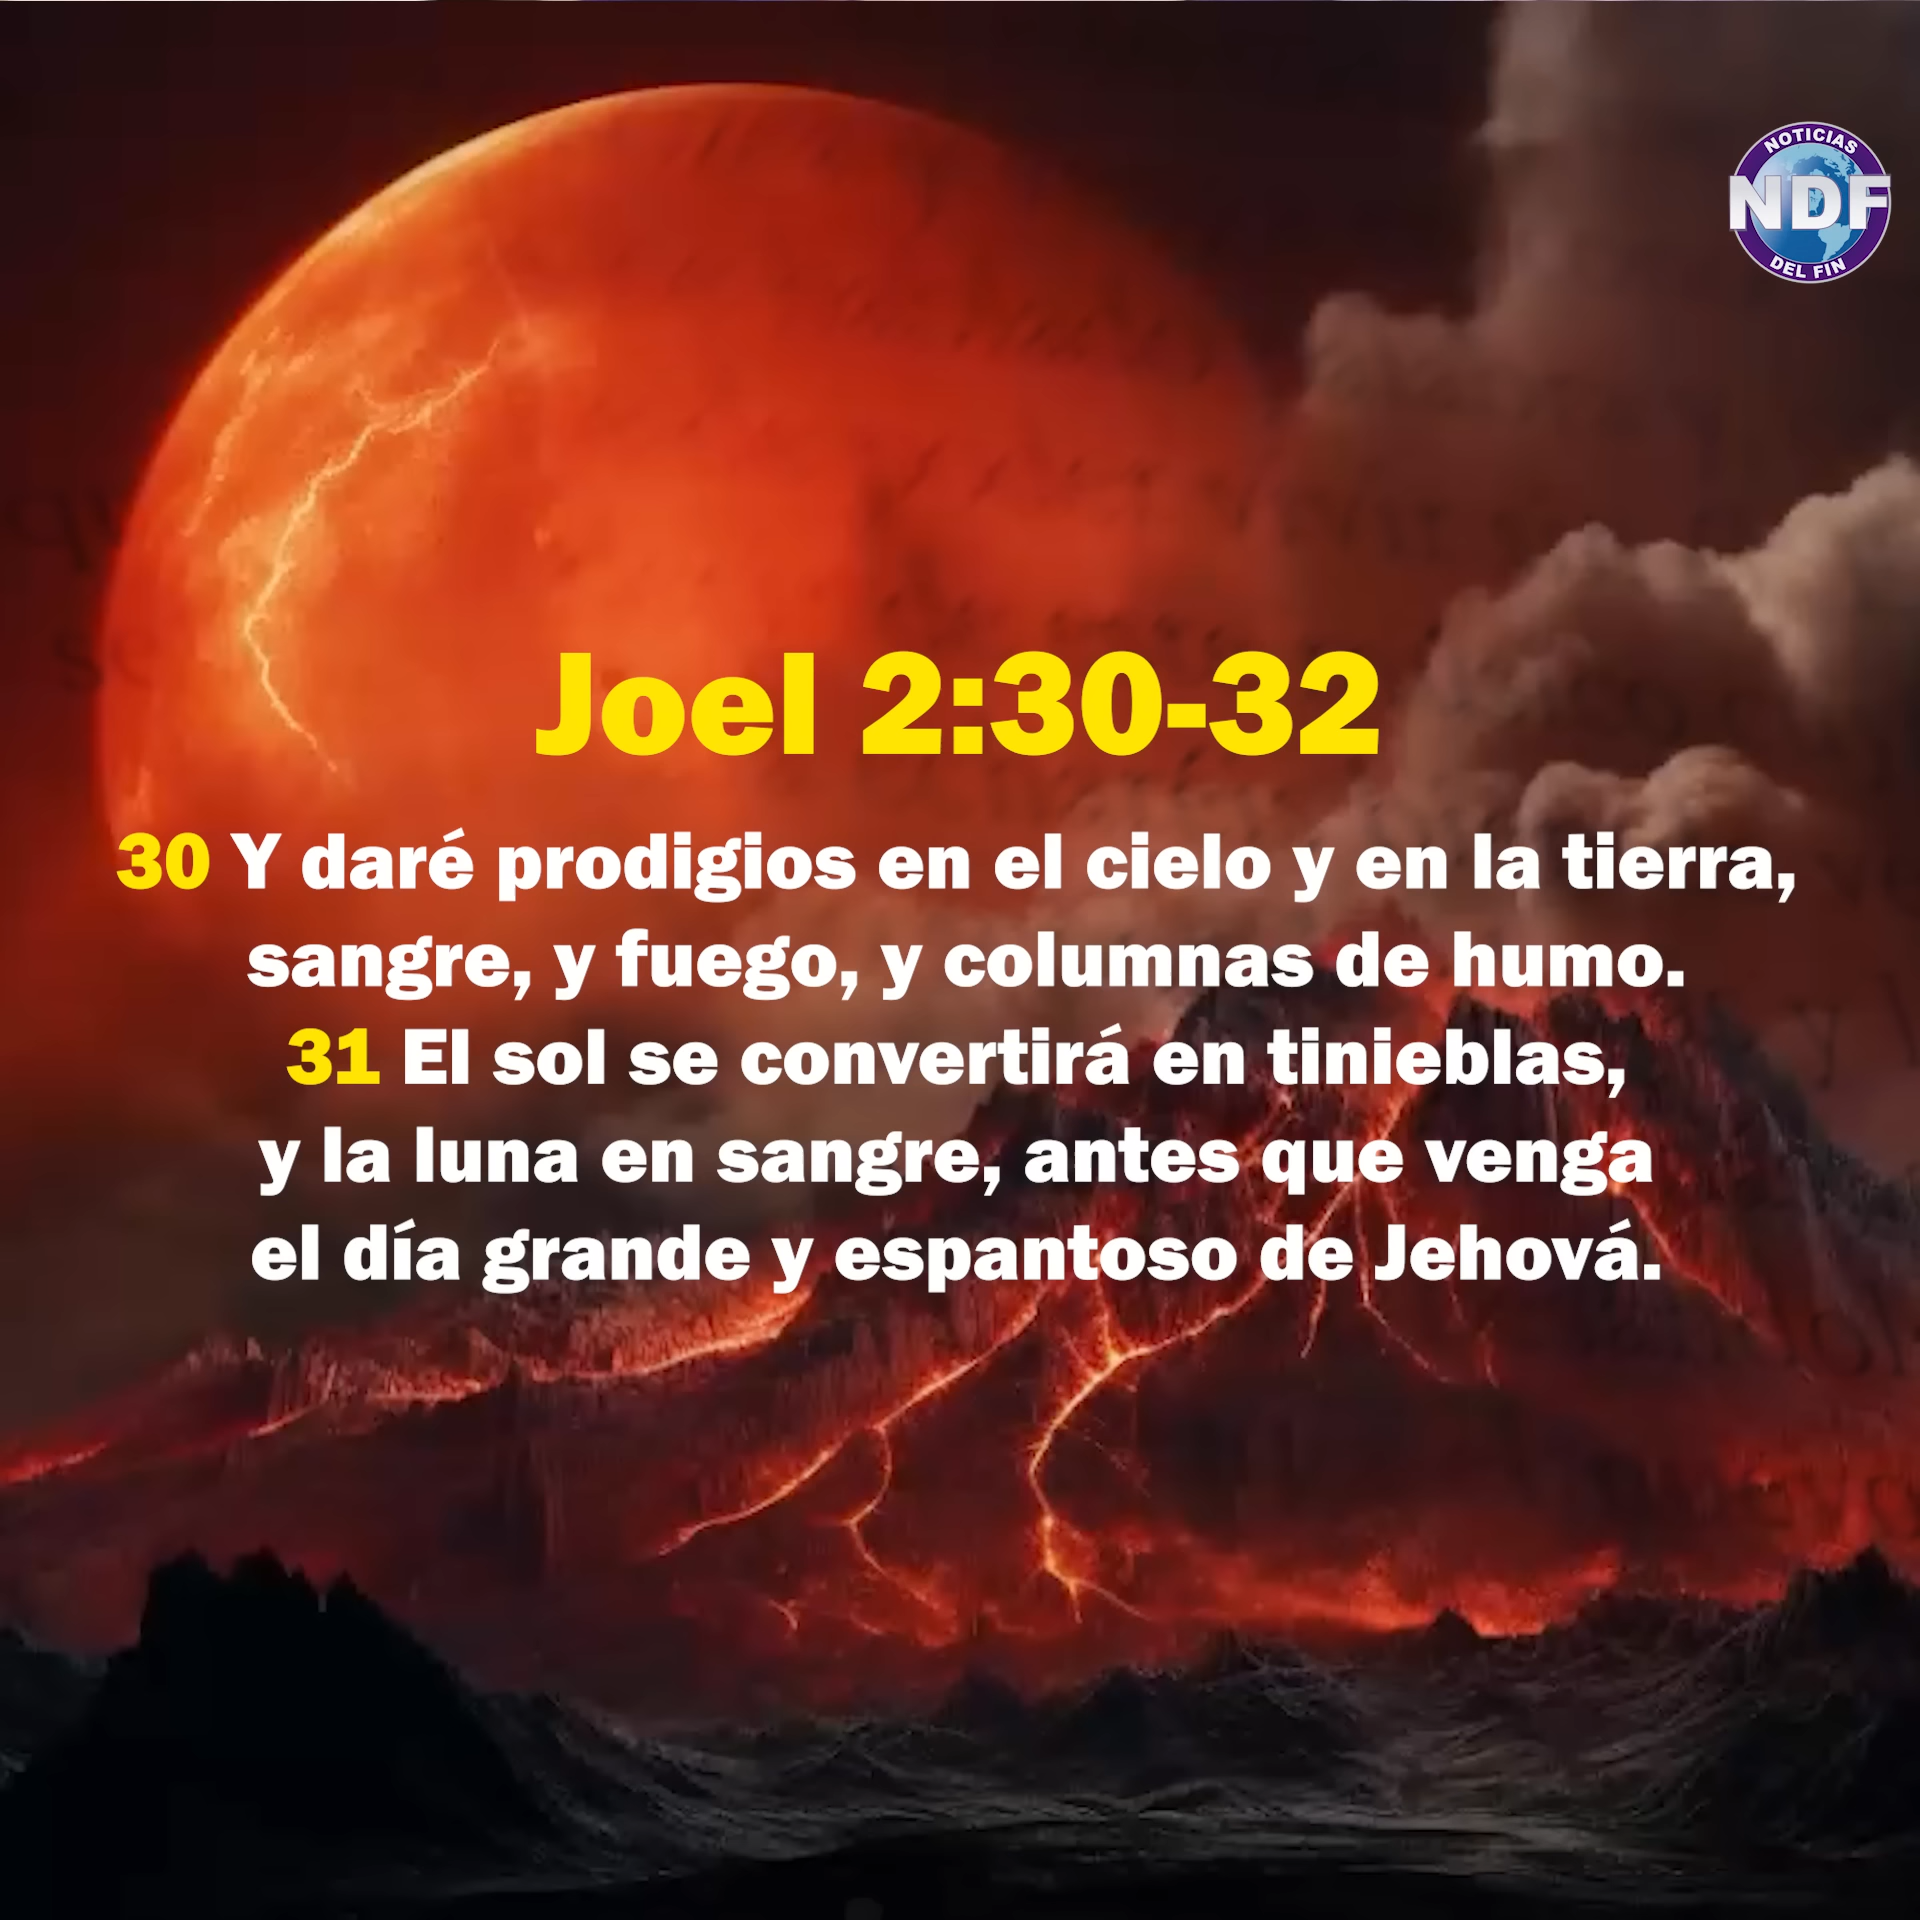 NOTICIAS
NDF
DEL FIN
Joel 2:30-32
30 Y daré prodigios en el cielo y en la tierra,
sangre, y fuego, y columnas de humo.
31 El sol se convertirá en tinieblas,
y la luna en sangre, antes que venga
el día grande y espantoso de Jehová.